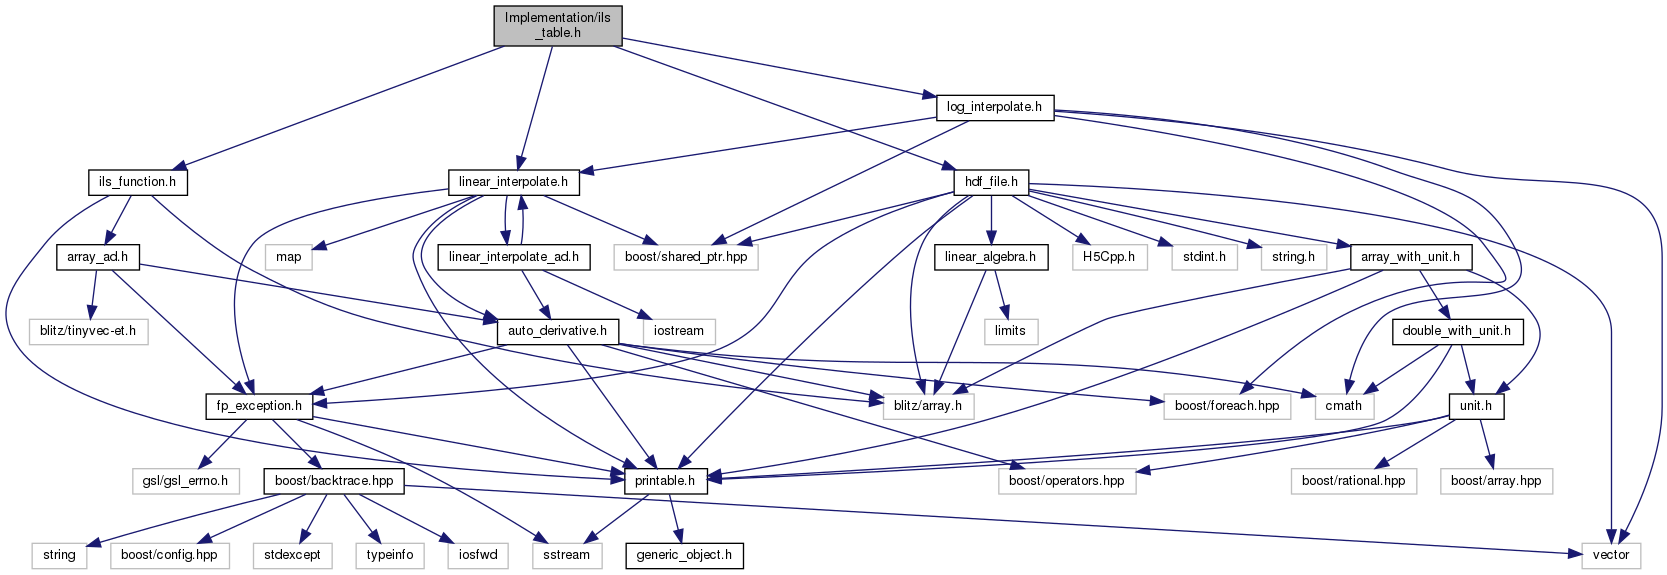 Implementation/ils
_table.h
log_interpolate.h
ils_function.h
linear_interpolate.h
hdf_file.h
array_ad.h
map
linear_interpolate_ad.h
boost/shared_ptr.hpp
linear_algebra.h
H5Cpp.h
stdint.h
string.h
array_with_unit.h
blitz/tinyvec-et.h
auto_derivative.h
iostream
limits
double_with_unit.h
fp_exception.h
blitz/array.h
boost/foreach.hpp
cmath
unit.h
gsl/gsl_errno.h
boost/backtrace.hpp
printable.h
boost/operators.hpp
boost/rational.hpp
boost/array.hpp
string
boost/config.hpp
stdexcept
typeinfo
iosfwd
sstream
generic_object.h
vector